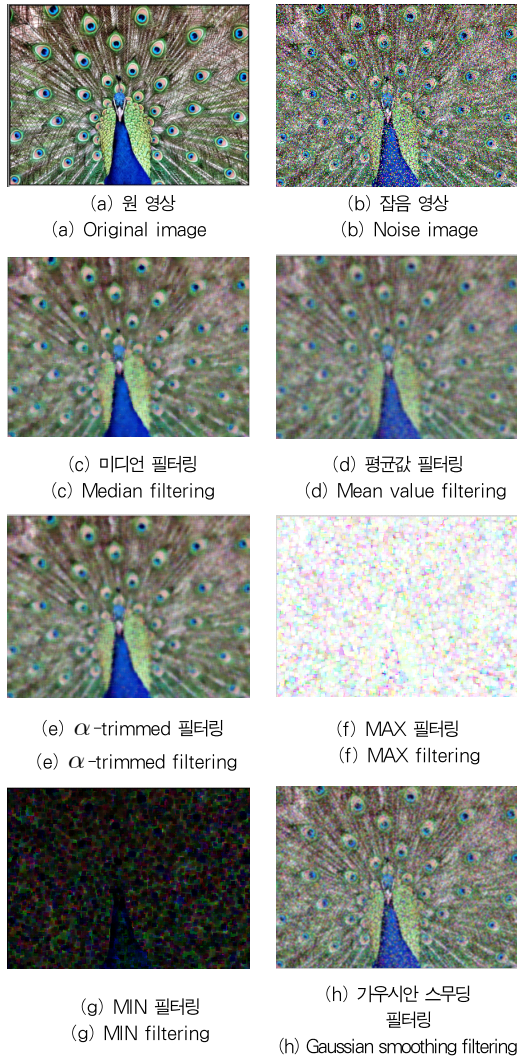 (a) 원 영상
(a) Original image
(b) 잡음 영상
(b) Noise image
(c) 미디언 필터링
(c) Median filtering
(d) 평균값 필터링
(d) Mean value filtering
(e) α-trimmed 필터링
(e) α-trimmed filtering
(f) MAX 필터링
(f) MAX filtering
(g) MIN 필터링
(g) MIN filtering
(h) 가우시안 스무딩
필터링
(h) Gaussian smoothing filtering